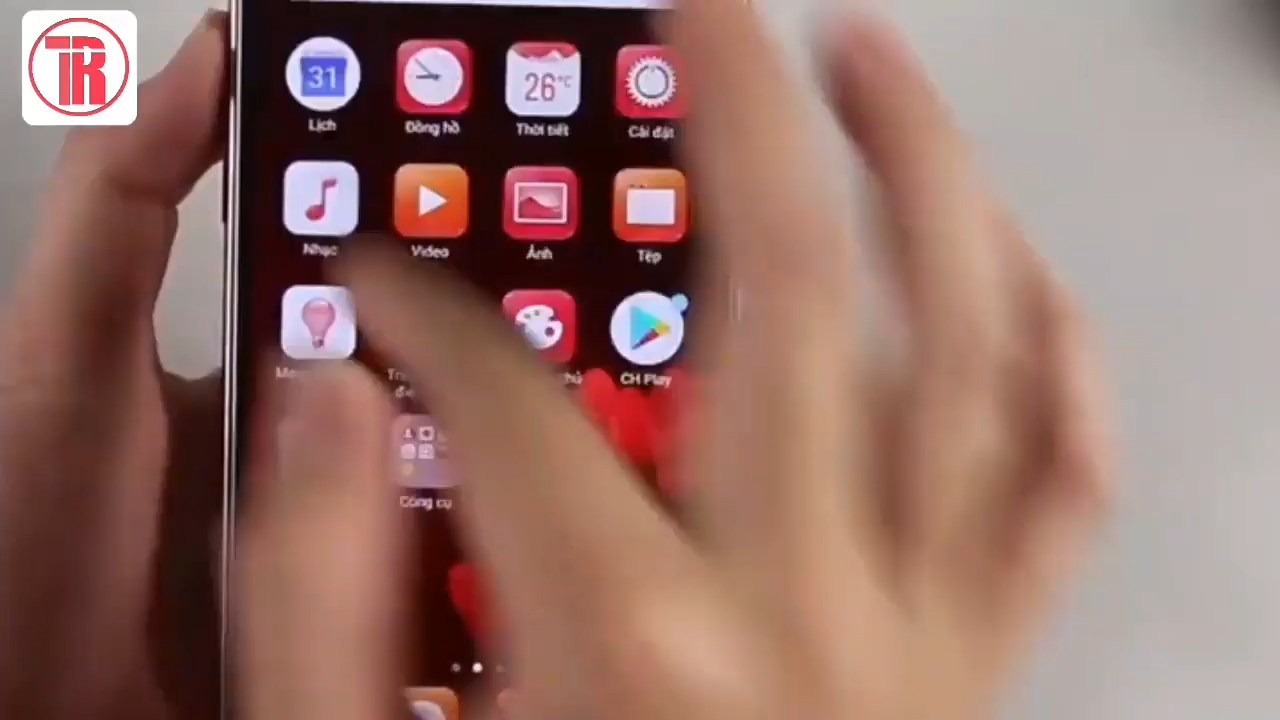 TR
31
26°C
Lịch
Đồng hồ
Thời tiết
Cài đặt
Nhạc
Video
Ảnh
Tệp
CH Play
Công cụ